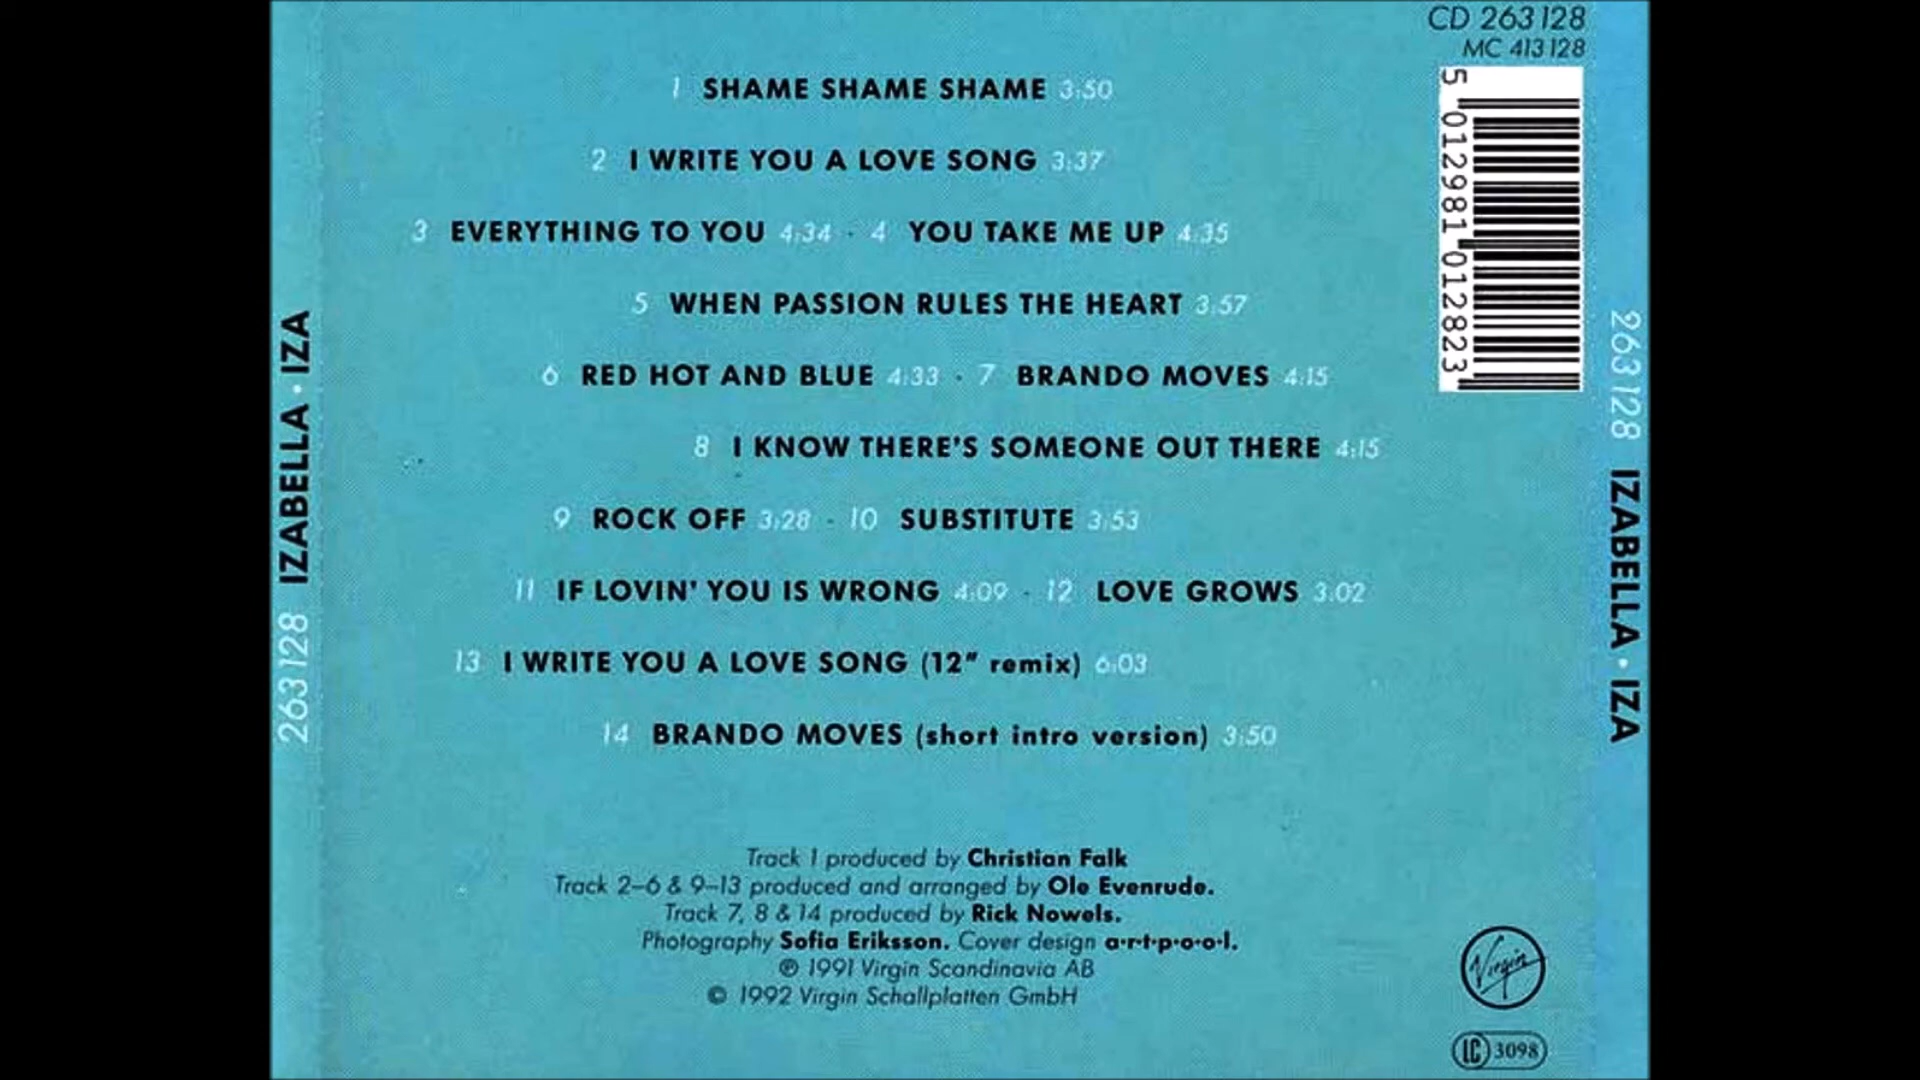 CD 263 128
MC 413 128
1 SHAME SHAME SHAME 3:50
2 I WRITE YOU A LOVE SONG 3:37
3 EVERYTHING TO YOU 4:34 · 4 YOU TAKE ME UP 4:35
5 WHEN PASSION RULES THE HEART 3:57
6 RED HOT AND BLUE 4:33 · 7 BRANDO MOVES 4:15
8 I KNOW THERE'S SOMEONE OUT THERE 4:15
9 ROCK OFF 3:28 · 10 SUBSTITUTE 3:53
11 IF LOVIN' YOU IS WRONG 4:09 · 12 LOVE GROWS 3:02
13 I WRITE YOU A LOVE SONG (12" remix) 6:03
14 BRANDO MOVES (short intro version) 3:50
Track 1 produced by Christian Falk
Track 2–6 & 9–13 produced and arranged by Ole Evenrude.
Track 7, 8 & 14 produced by Rick Nowels.
Photography Sofia Eriksson. Cover design a·r·t·p·o·o·l.
℗ 1991 Virgin Scandinavia AB
© 1992 Virgin Schallplatten GmbH
5 012981 012823
263 128 IZABELLA · IZA
263 128 IZABELLA · IZA
Virgin
LC 3098